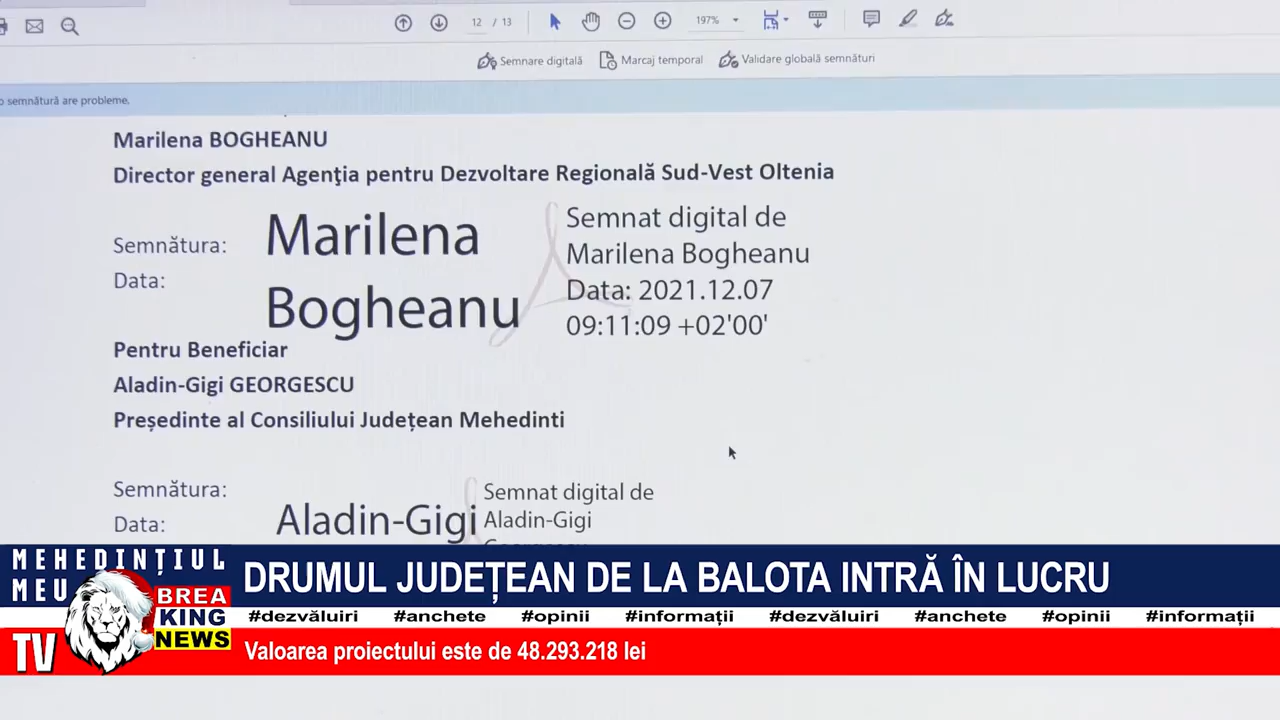 12 / 13
197%
Semnare digitală
Marcaj temporal
Validare globală semnături
o semnătură are probleme.
Marilena BOGHEANU
Director general Agenţia pentru Dezvoltare Regională Sud-Vest Oltenia
Semnătura:
Data:
Marilena
Bogheanu
Semnat digital de
Marilena Bogheanu
Data: 2021.12.07
09:11:09 +02'00'
Pentru Beneficiar
Aladin-Gigi GEORGESCU
Președinte al Consiliului Județean Mehedinti
Semnătura:
Data:
Aladin-Gigi
Semnat digital de
Aladin-Gigi
MEHEDINȚIUL
MEU
TV
BREA
KING
NEWS
DRUMUL JUDEȚEAN DE LA BALOTA INTRĂ ÎN LUCRU
#dezvăluiri #anchete #opinii #informații #dezvăluiri #anchete #opinii #informații
Valoarea proiectului este de 48.293.218 lei